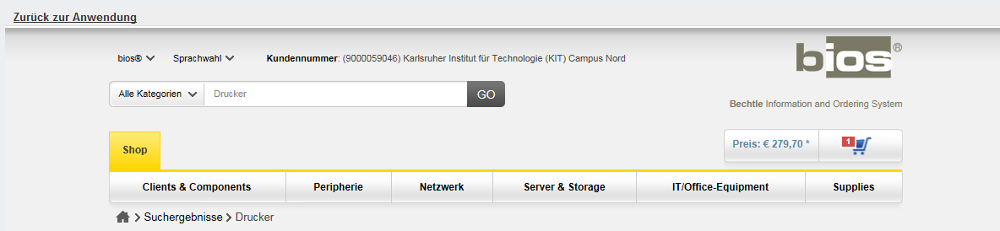 Zurück zur Anwendung
bios®
bios® Sprachwahl Kundennummer: (9000059046) Karlsruher Institut für Technologie (KIT) Campus Nord
Alle Kategorien Drucker GO
Bechtle Information and Ordering System
Shop
Preis: € 279,70 * 1
Clients & Components Peripherie Netzwerk Server & Storage IT/Office-Equipment Supplies
Suchergebnisse Drucker